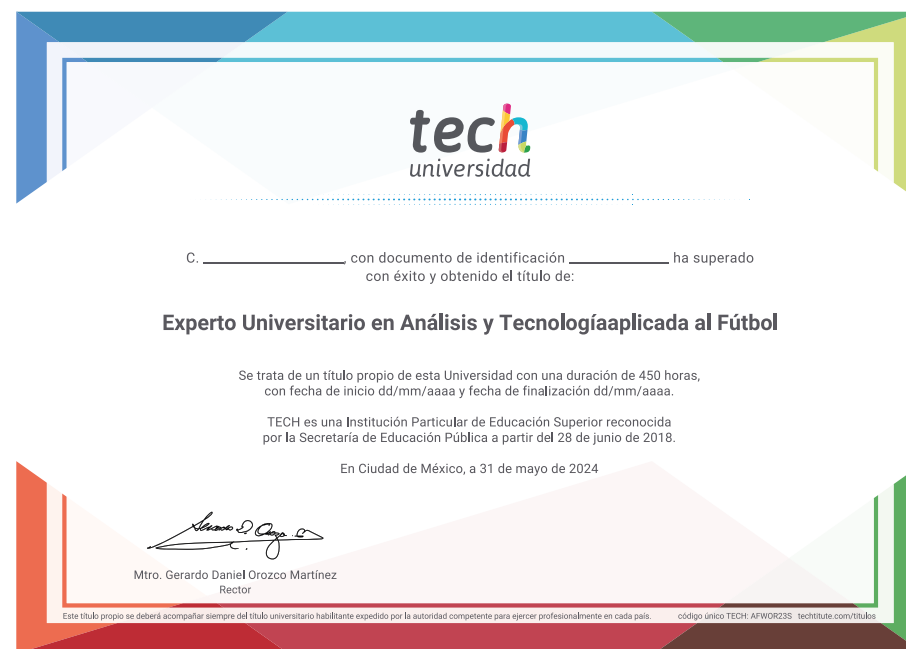 tech
universidad
C. ____________, con documento de identificación ____________ ha superado
con éxito y obtenido el título de:
Experto Universitario en Análisis y Tecnologíaaplicada al Fútbol
Se trata de un título propio de esta Universidad con una duración de 450 horas,
con fecha de inicio dd/mm/aaaa y fecha de finalización dd/mm/aaaa.
TECH es una Institución Particular de Educación Superior reconocida
por la Secretaría de Educación Pública a partir del 28 de junio de 2018.
En Ciudad de México, a 31 de mayo de 2024
Mtro. Gerardo Daniel Orozco Martínez
Rector
Este título propio se deberá acompañar siempre del título universitario habilitante expedido por la autoridad competente para ejercer profesionalmente en cada país. código único TECH: AFWOR23S techtitute.com/titulos